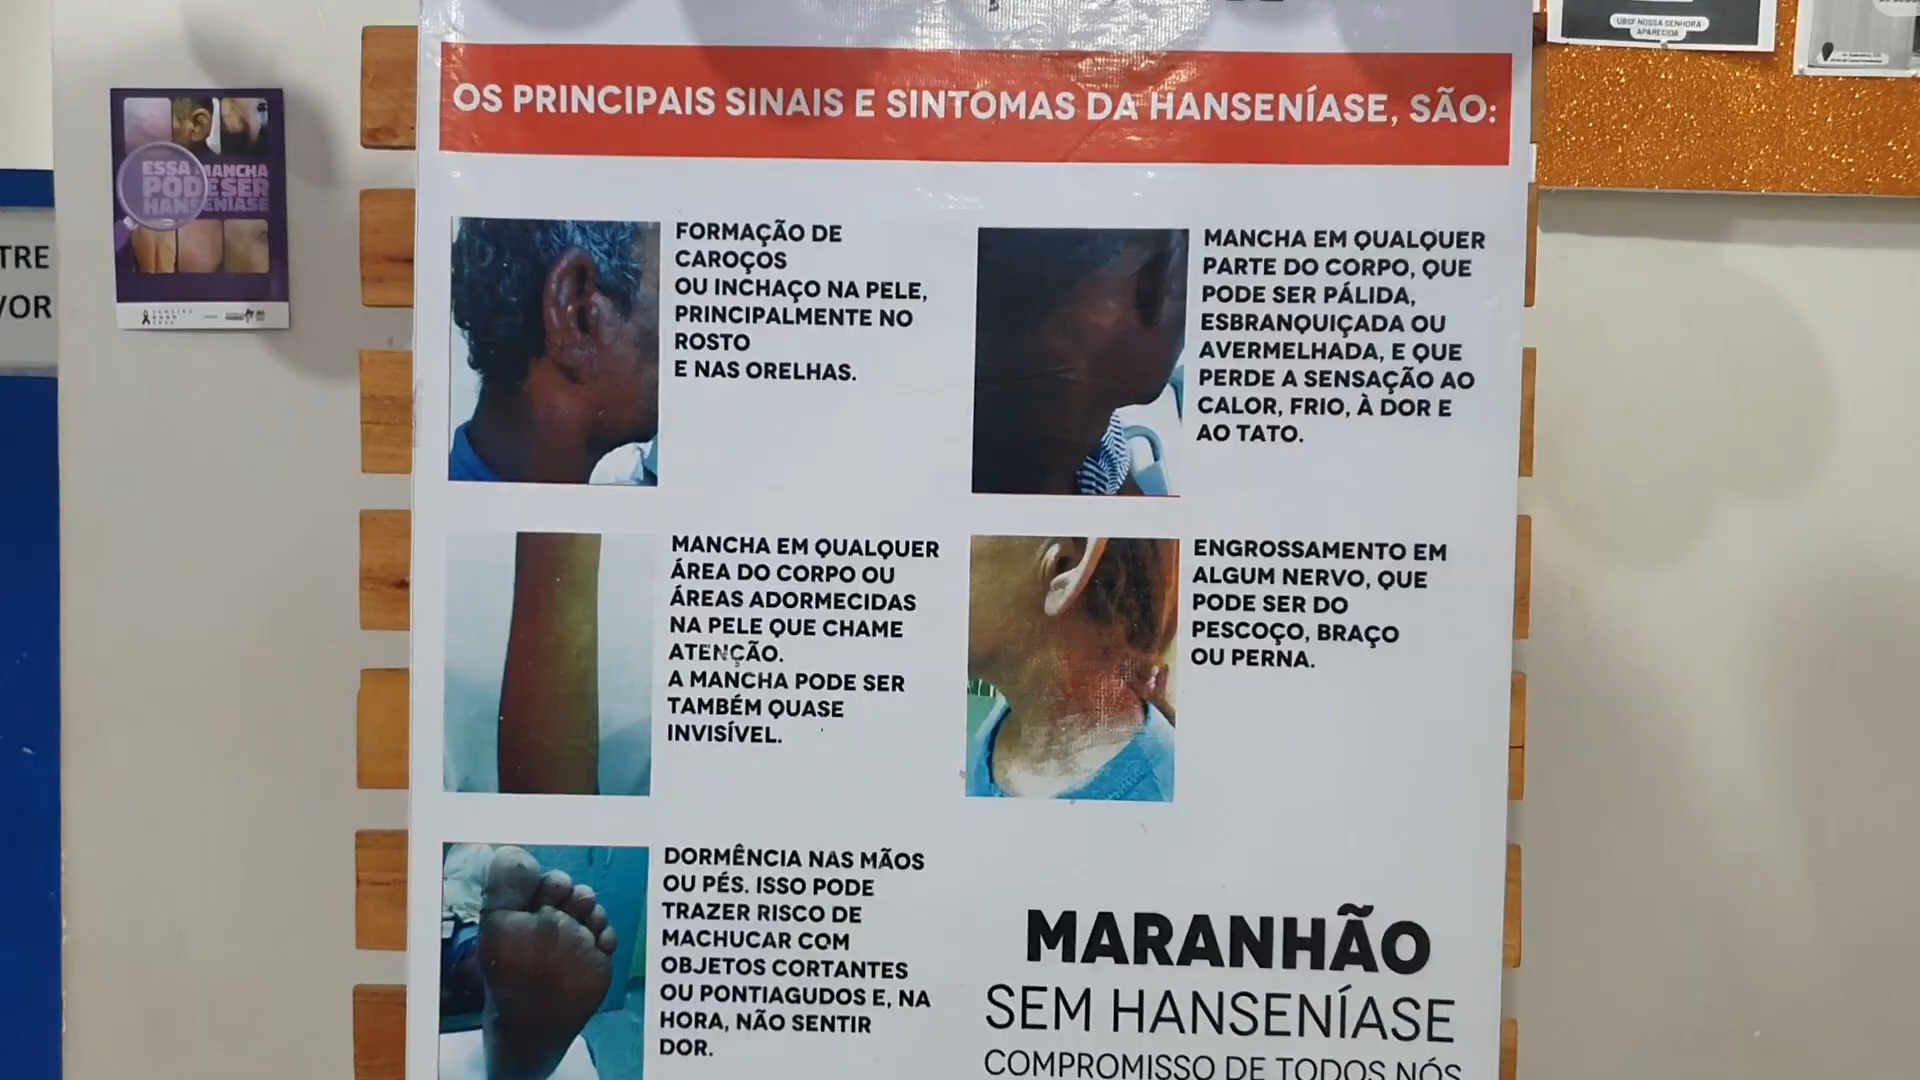 OS PRINCIPAIS SINAIS E SINTOMAS DA HANSENÍASE, SÃO:
FORMAÇÃO DE
CAROÇOS
OU INCHAÇO NA PELE,
PRINCIPALMENTE NO
ROSTO
E NAS ORELHAS.
MANCHA EM QUALQUER
PARTE DO CORPO, QUE
PODE SER PÁLIDA,
ESBRANQUIÇADA OU
AVERMELHADA, E QUE
PERDE A SENSAÇÃO AO
CALOR, FRIO, À DOR E
AO TATO.
MANCHA EM QUALQUER
ÁREA DO CORPO OU
ÁREAS ADORMECIDAS
NA PELE QUE CHAME
ATENÇÃO.
A MANCHA PODE SER
TAMBÉM QUASE
INVISÍVEL.
ENGROSSAMENTO EM
ALGUM NERVO, QUE
PODE SER DO
PESCOÇO, BRAÇO
OU PERNA.
DORMÊNCIA NAS MÃOS
OU PÉS. ISSO PODE
TRAZER RISCO DE
MACHUCAR COM
OBJETOS CORTANTES
OU PONTIAGUDOS E, NA
HORA, NÃO SENTIR
DOR.
MARANHÃO
SEM HANSENÍASE
COMPROMISSO DE TODOS NÓS
ESSA MANCHA
PODE SER
HANSENÍASE
JANEIRO
ROXO
TRE
VOR
UBSF NOSSA SENHORA
APARECIDA